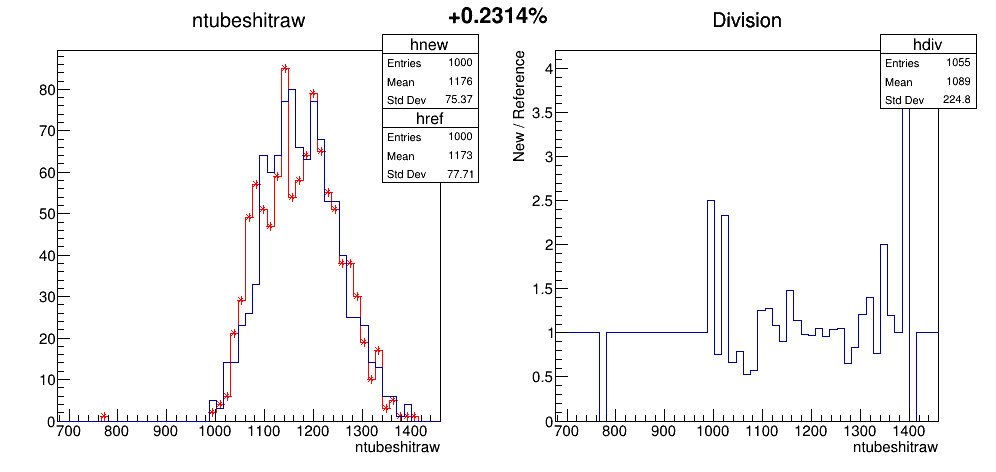 +0.2314%
ntubeshitraw
hnew
Entries 1000
Mean 1176
Std Dev 75.37
href
Entries 1000
Mean 1173
Std Dev 77.71
80
70
60
50
40
30
20
10
0
700 800 900 1000 1100 1200 1300 1400
ntubeshitraw
Division
hdiv
Entries 1055
Mean 1089
Std Dev 224.8
New / Reference
4
3.5
3
2.5
2
1.5
1
0.5
0
700 800 900 1000 1100 1200 1300 1400
ntubeshitraw